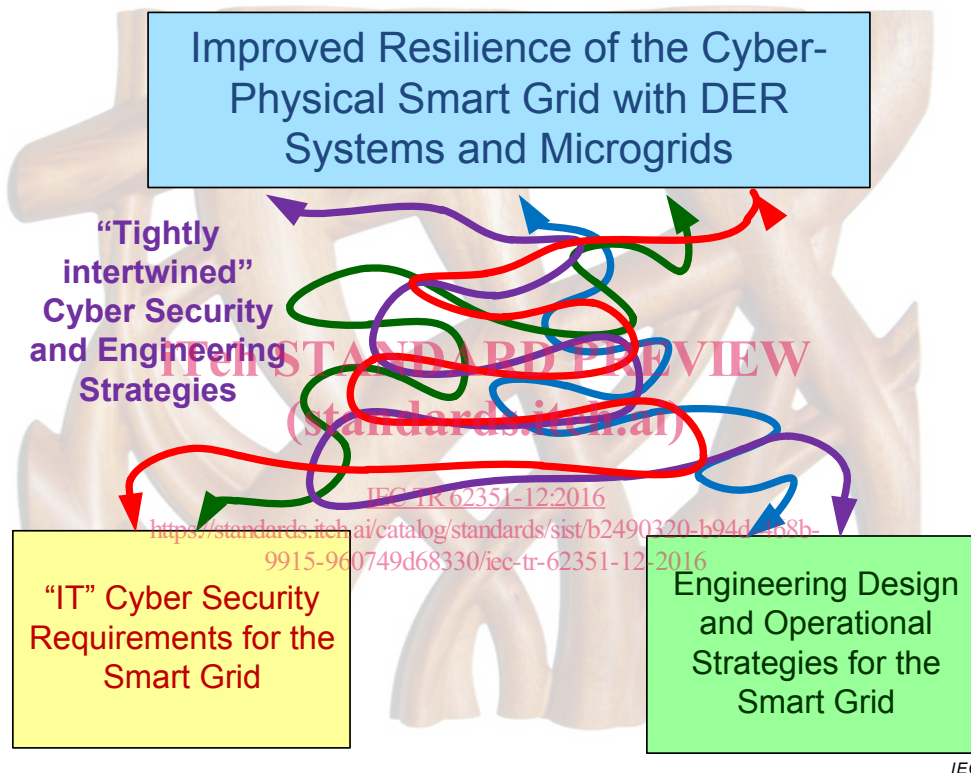 Improved Resilience of the Cyber-
Physical Smart Grid with DER
Systems and Microgrids
“Tightly
intertwined”
Cyber Security
and Engineering
Strategies
iTeh STANDARD PREVIEW
(standards.iteh.ai)
IEC TR 62351-12:2016
https://standards.iteh.ai/catalog/standards/sist/b2490320-b94d-468b-
9915-960749d68330/iec-tr-62351-12-2016
“IT” Cyber Security
Requirements for the
Smart Grid
Engineering Design
and Operational
Strategies for the
Smart Grid